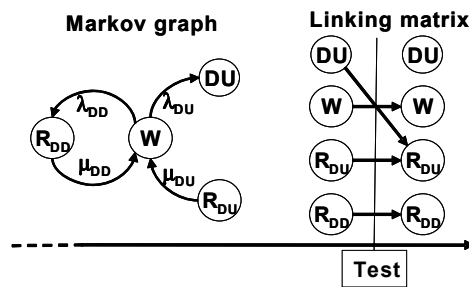 Markov graph
Linking matrix
DU
DU
λDD
λDU
W
W
W
RDD
μDD
μDU
RDU
RDU
RDU
RDD
RDD
Test